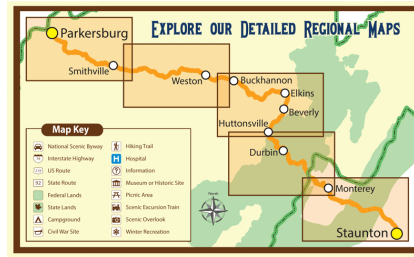 Explore our Detailed Regional Maps
Parkersburg
Smithville
Weston
Buckhannon
Elkins
Beverly
Huttonsville
Durbin
Monterey
Staunton
Map Key
National Scenic Byway
Interstate Highway
US Route
92
State Route
Federal Lands
State Lands
Campground
Civil War Site
Hiking Trail
H
Hospital
?
Information
Museum or Historic Site
Picnic Area
Scenic Excursion Train
Scenic Overlook
Winter Recreation
North